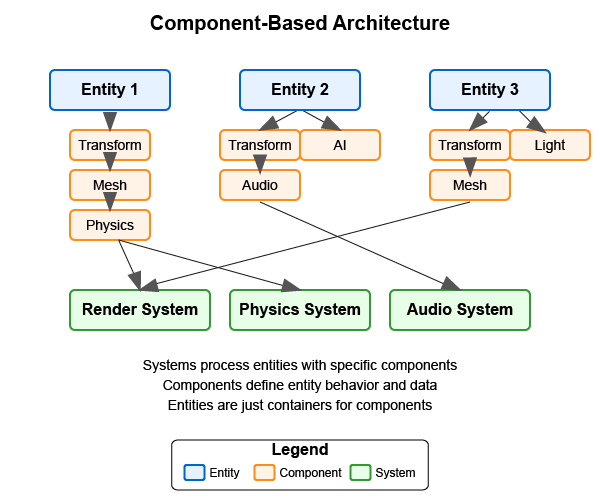 Component-Based Architecture
Entity 1
Entity 2
Entity 3
Transform
Transform
AI
Transform
Light
Mesh
Audio
Mesh
Physics
Render System
Physics System
Audio System
Systems process entities with specific components
Components define entity behavior and data
Entities are just containers for components
Legend
Entity
Component
System